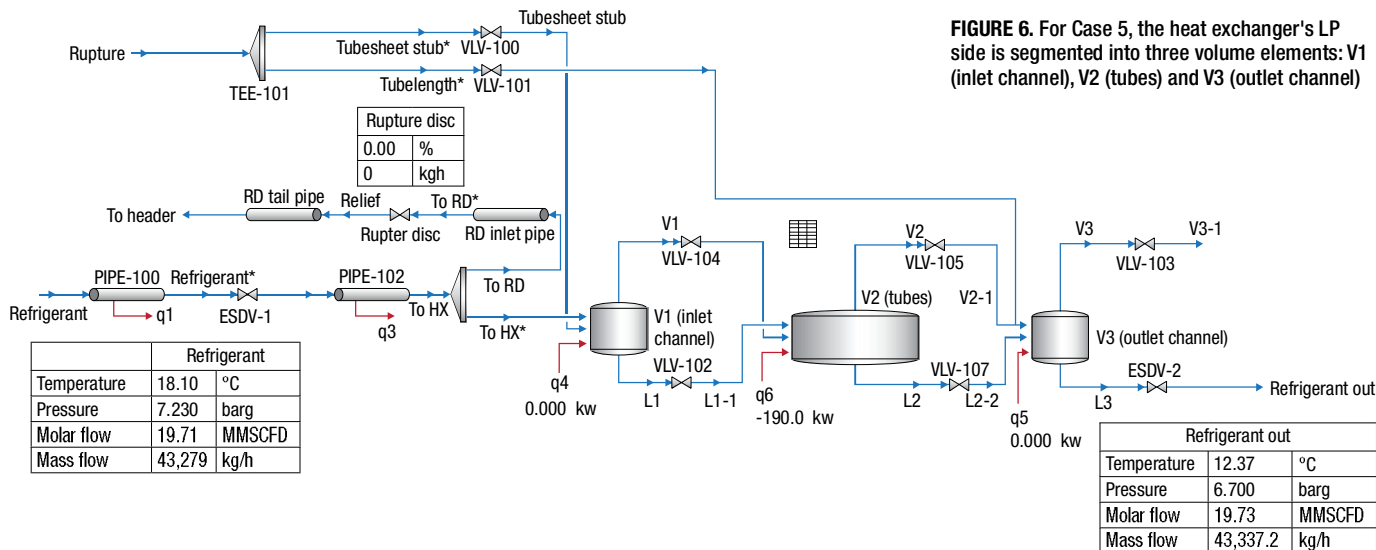 FIGURE 6. For Case 5, the heat exchanger's LP
side is segmented into three volume elements: V1
(inlet channel), V2 (tubes) and V3 (outlet channel)
Tubesheet stub
Rupture
Tubesheet stub*
VLV-100
Tubelength*
VLV-101
TEE-101
Rupture disc
0.00 %
0 kgh
RD tail pipe
Relief
To RD*
To header
Rupter disc
RD inlet pipe
V1
VLV-104
V2
VLV-105
V3
V3-1
VLV-103
PIPE-100
Refrigerant*
PIPE-102
To RD
V2 (tubes)
V2-1
Refrigerant
q1
ESDV-1
q3
To HX
To HX*
V1 (inlet
channel)
V3 (outlet channel)
VLV-102
VLV-107
ESDV-2
q4
0.000 kw
L1
L1-1
q6
-190.0 kw
L2
L2-2
q5
0.000 kw
L3
Refrigerant out
Refrigerant
Temperature 18.10 °C
Pressure 7.230 barg
Molar flow 19.71 MMSCFD
Mass flow 43,279 kg/h
Refrigerant out
Temperature 12.37 °C
Pressure 6.700 barg
Molar flow 19.73 MMSCFD
Mass flow 43,337.2 kg/h